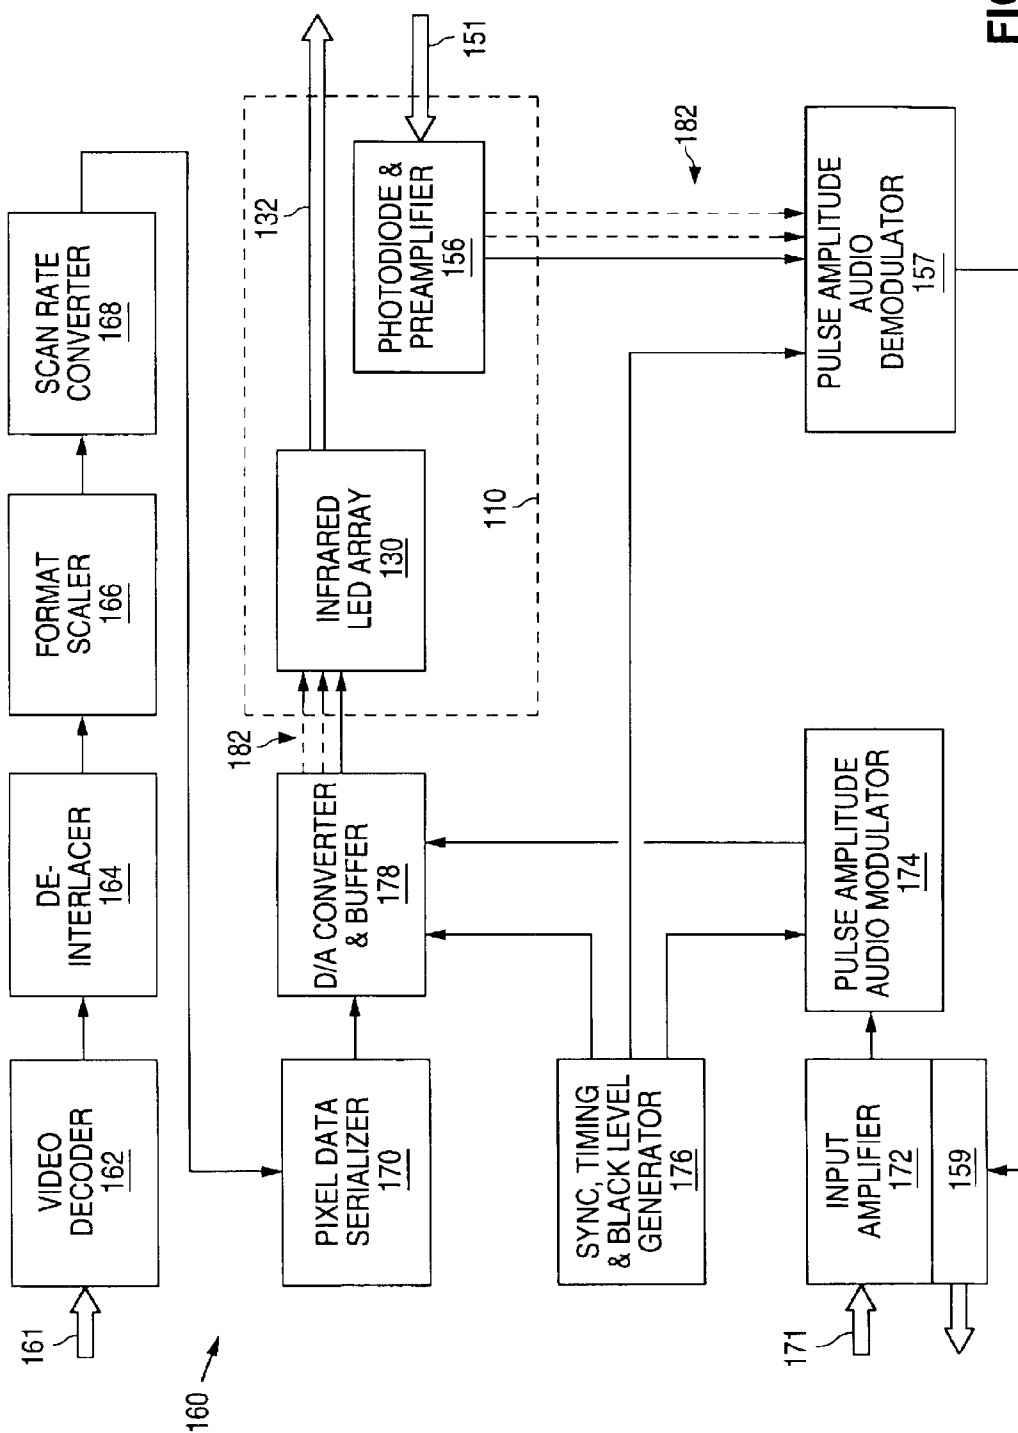 160
161
VIDEO
DECODER
162
DE-
INTERLACER
164
FORMAT
SCALER
166
SCAN RATE
CONVERTER
168
PIXEL DATA
SERIALIZER
170
D/A CONVERTER
& BUFFER
178
182
INFRARED
LED ARRAY
130
110
132
PHOTODIODE &
PREAMPLIFIER
156
151
SYNC, TIMING
& BLACK LEVEL
GENERATOR
176
182
171
INPUT
AMPLIFIER
172
159
PULSE AMPLITUDE
AUDIO MODULATOR
174
PULSE AMPLITUDE
AUDIO
DEMODULATOR
157